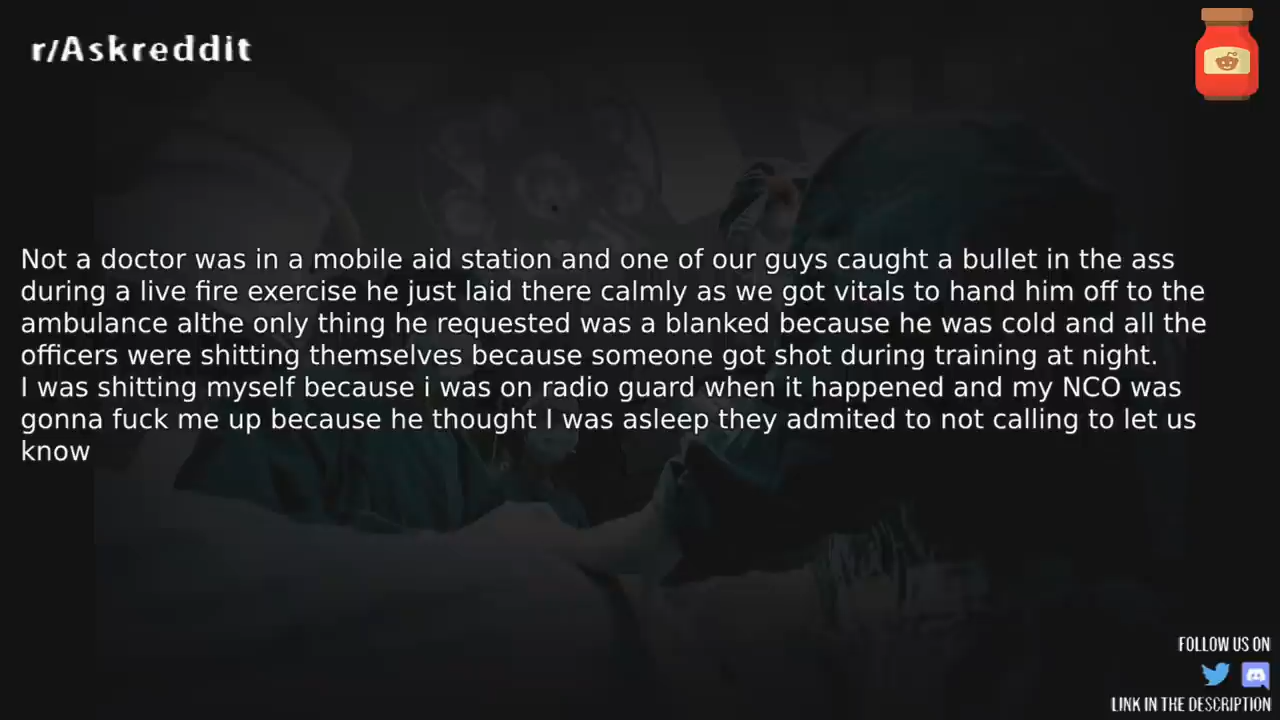 r/Askreddit
Not a doctor was in a mobile aid station and one of our guys caught a bullet in the ass
during a live fire exercise he just laid there calmly as we got vitals to hand him off to the
ambulance althe only thing he requested was a blanked because he was cold and all the
officers were shitting themselves because someone got shot during training at night.
I was shitting myself because i was on radio guard when it happened and my NCO was
gonna fuck me up because he thought I was asleep they admited to not calling to let us
know
FOLLOW US ON
LINK IN THE DESCRIPTION